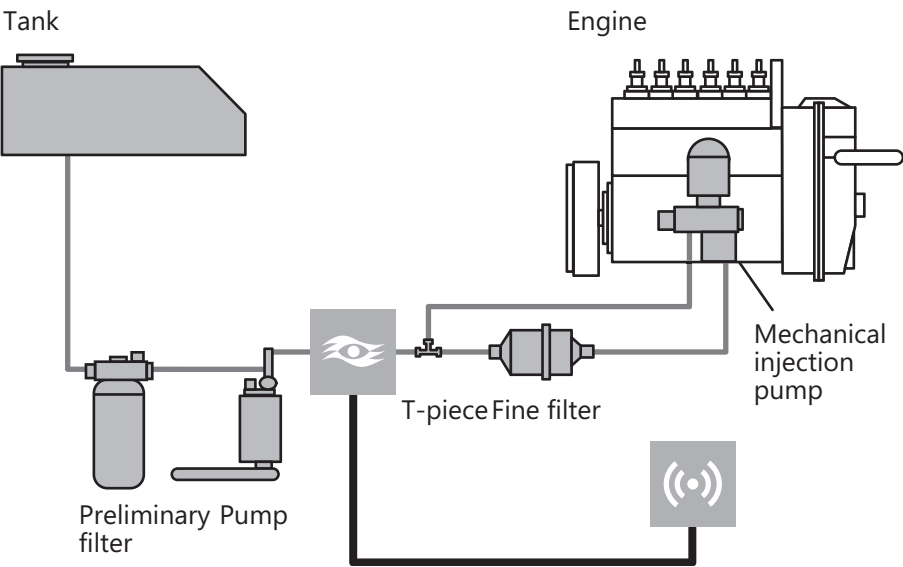 Tank
Engine
Mechanical
injection
pump
T-piece Fine filter
Preliminary Pump
filter